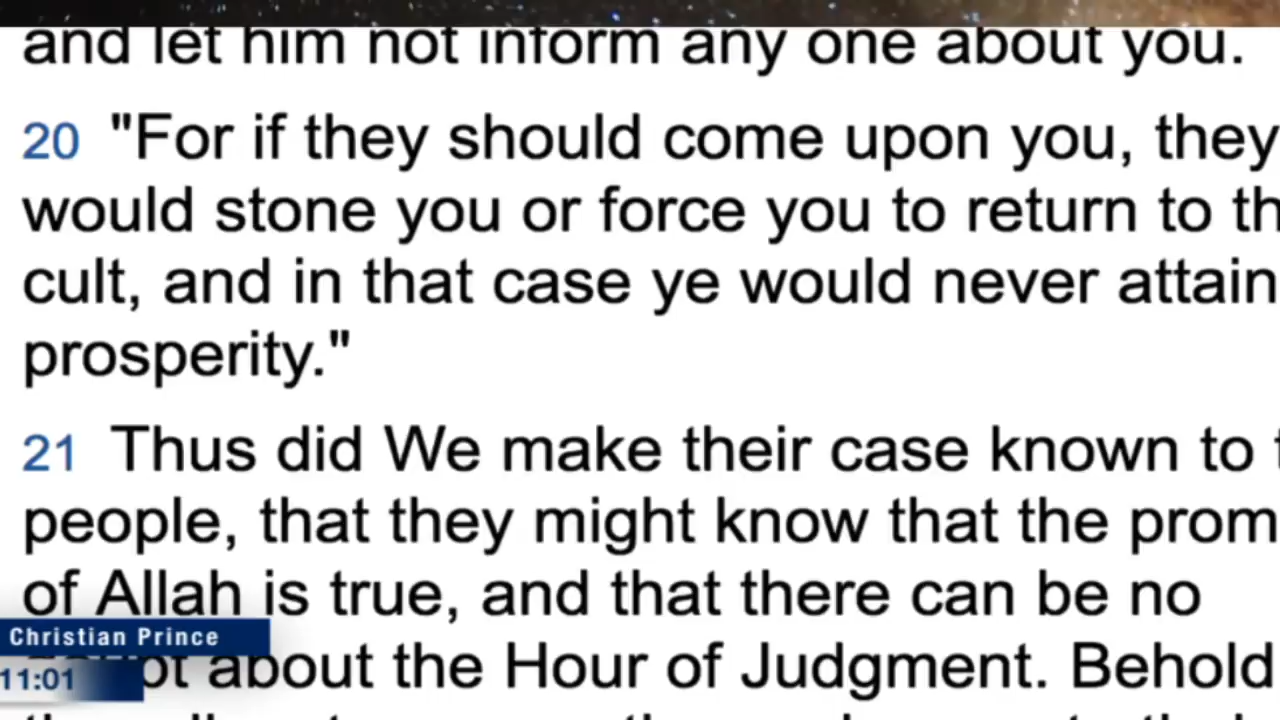 and let him not inform any one about you.
20 "For if they should come upon you, they
would stone you or force you to return to
cult, and in that case ye would never attain
prosperity."
21 Thus did We make their case known to
people, that they might know that the
of Allah is true, and that there can be no
about the Hour of Judgment. Behold
Christian Prince
11:01